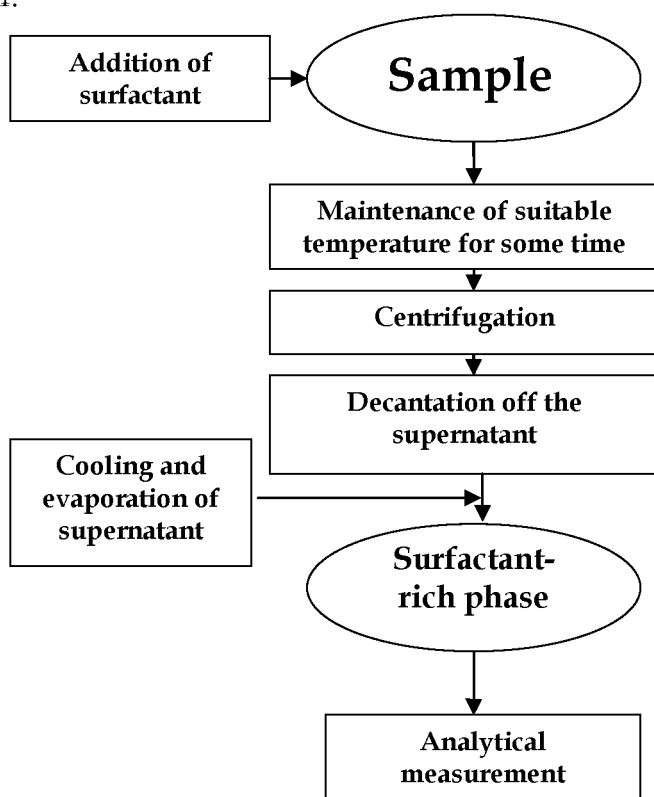 Addition of
surfactant
Sample
Maintenance of suitable
temperature for some time
Centrifugation
Decantation off the
supernatant
Cooling and
evaporation of
supernatant
Surfactant-
rich phase
Analytical
measurement